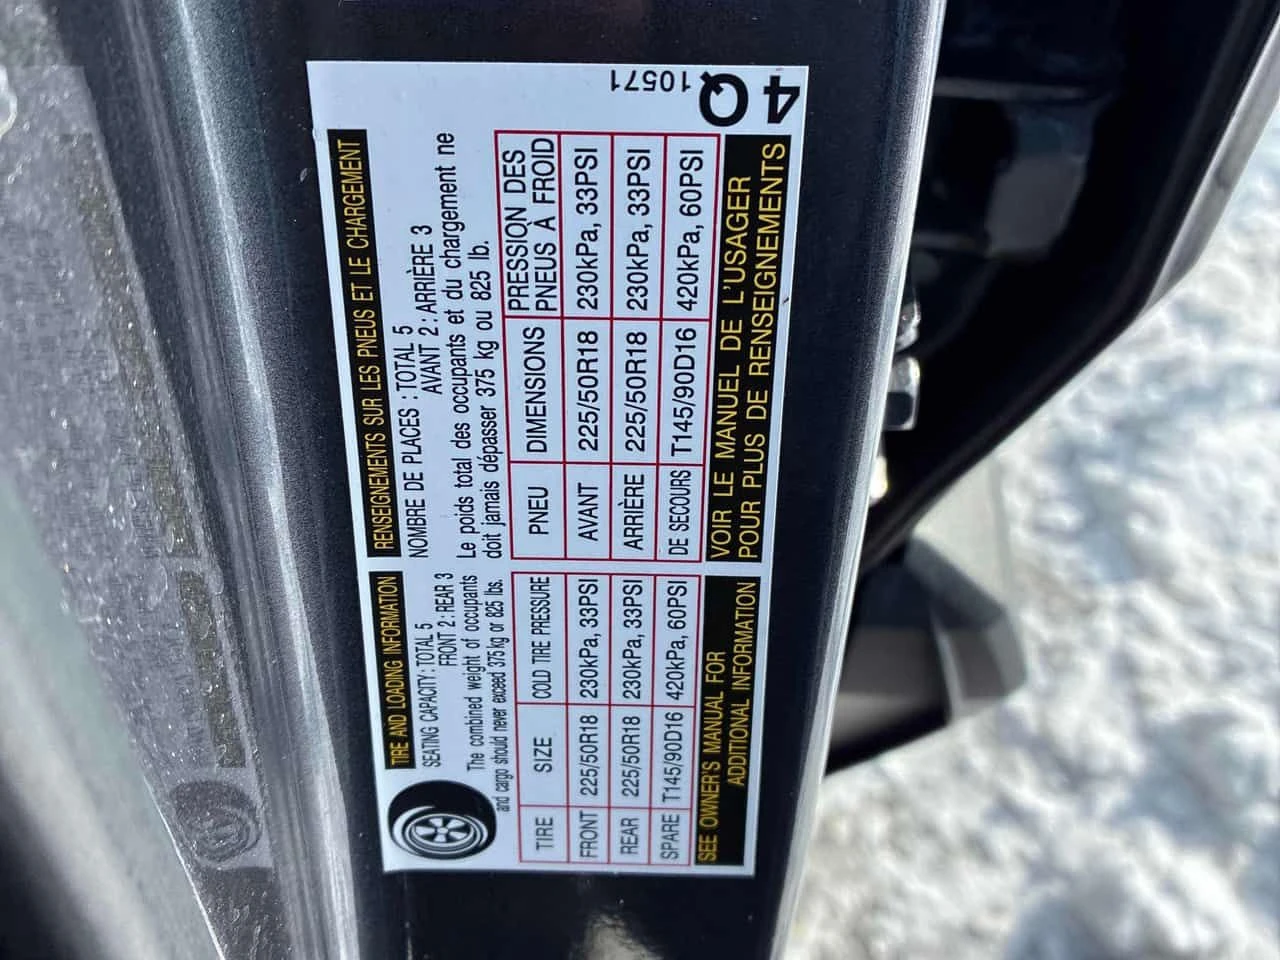 TIRE AND LOADING INFORMATION
SEATING CAPACITY: TOTAL 5
FRONT 2: REAR 3
The combined weight of occupants
and cargo should never exceed 375 kg or 825 lbs.
TIRE SIZE COLD TIRE PRESSURE
FRONT 225/50R18 230kPa, 33PSI
REAR 225/50R18 230kPa, 33PSI
SPARE T145/90D16 420kPa, 60PSI
SEE OWNER'S MANUAL FOR
ADDITIONAL INFORMATION
RENSEIGNEMENTS SUR LES PNEUS ET LE CHARGEMENT
NOMBRE DE PLACES : TOTAL 5
AVANT 2 : ARRIÈRE 3
Le poids total des occupants et du chargement ne
doit jamais dépasser 375 kg ou 825 lb.
PNEU DIMENSIONS PRESSION DES
PNEUS À FROID
AVANT 225/50R18 230kPa, 33PSI
ARRIÈRE 225/50R18 230kPa, 33PSI
DE SECOURS T145/90D16 420kPa, 60PSI
VOIR LE MANUEL DE L'USAGER
POUR PLUS DE RENSEIGNEMENTS
4Q
10571